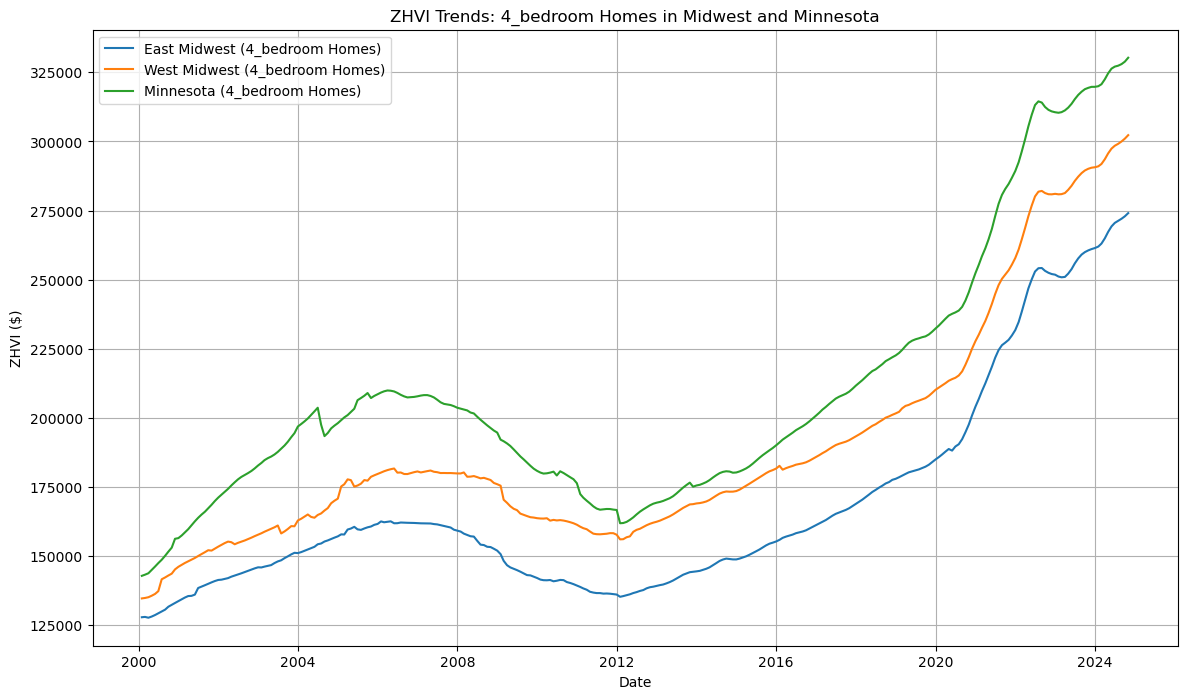 ZHVI Trends: 4_bedroom Homes in Midwest and Minnesota
East Midwest (4_bedroom Homes)
West Midwest (4_bedroom Homes)
Minnesota (4_bedroom Homes)
ZHVI ($)
325000
300000
275000
250000
225000
200000
175000
150000
125000
2000 2004 2008 2012 2016 2020 2024
Date